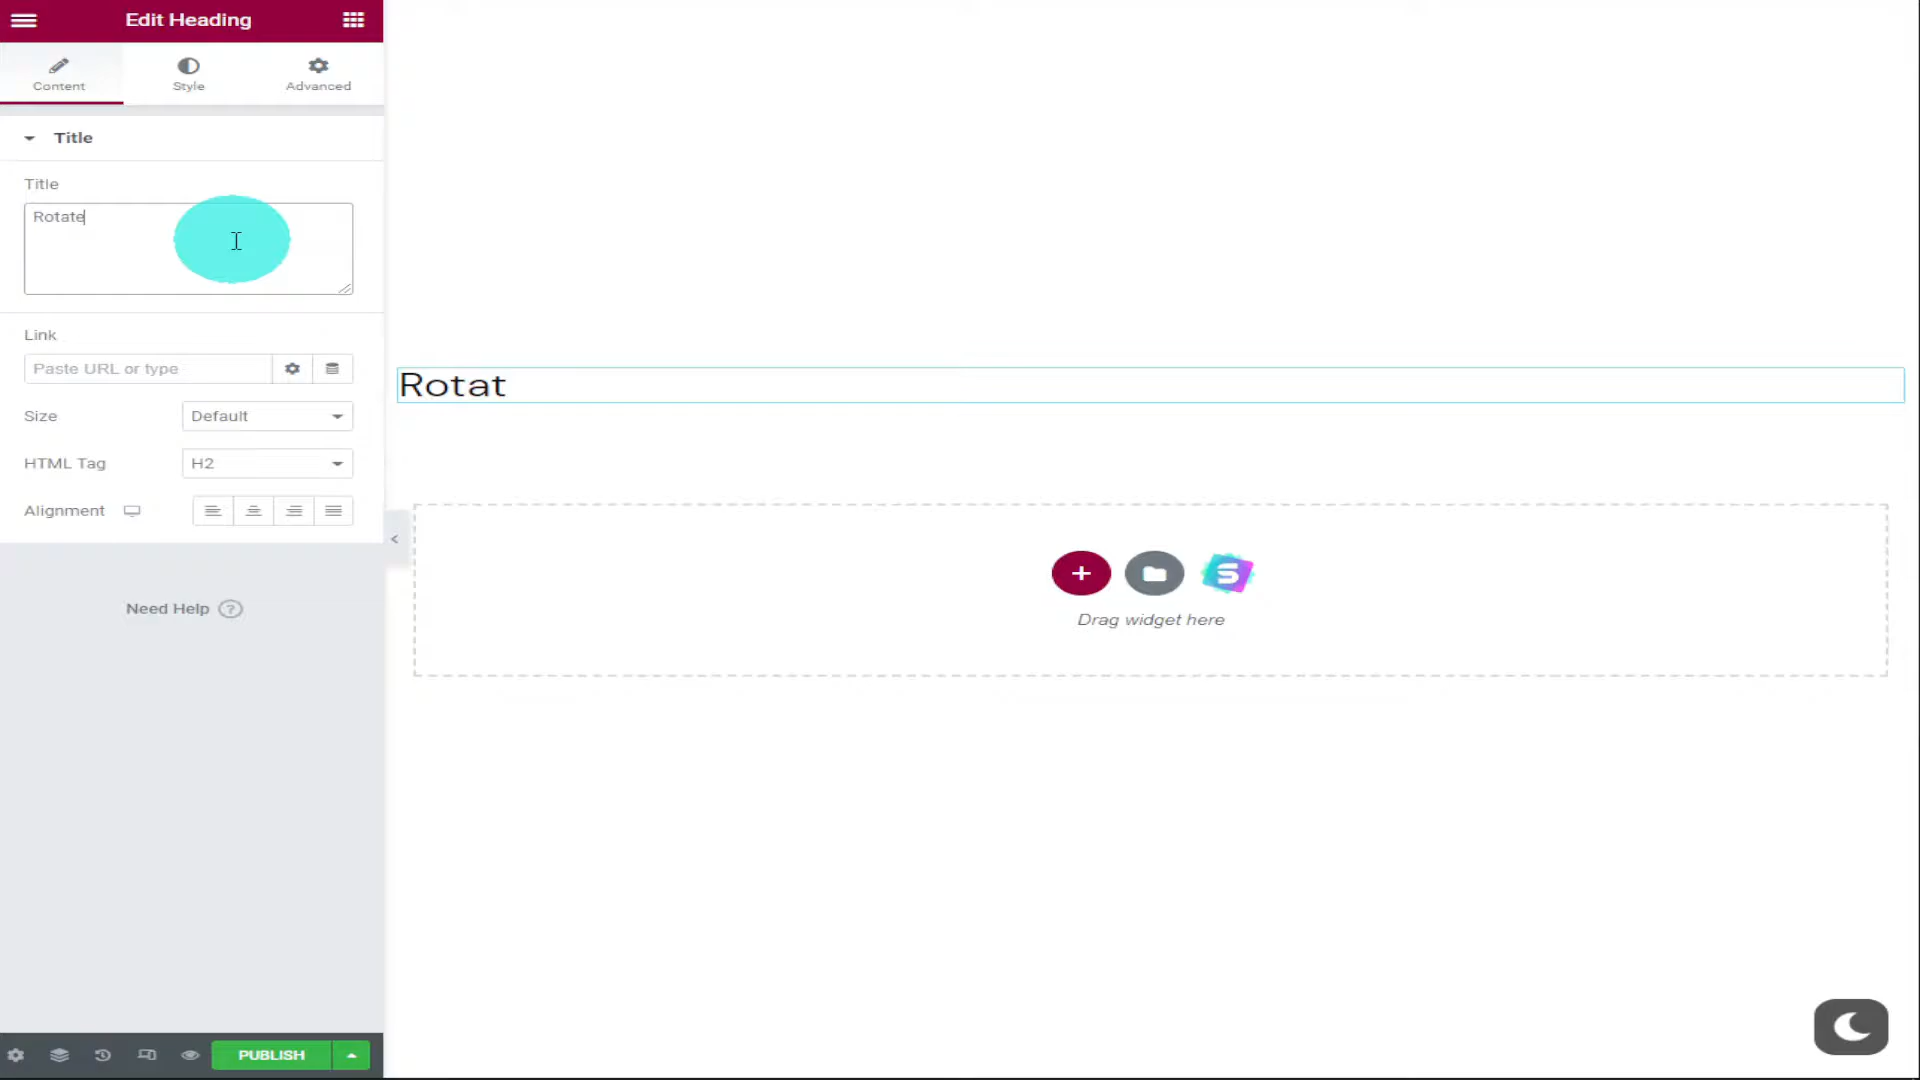 Edit Heading
Content
Style
Advanced
Title
Title
Rotate
Link
Paste URL or type
Size
Default
HTML Tag
H2
Alignment
Need Help ?
PUBLISH
Rotat
+
S
Drag widget here